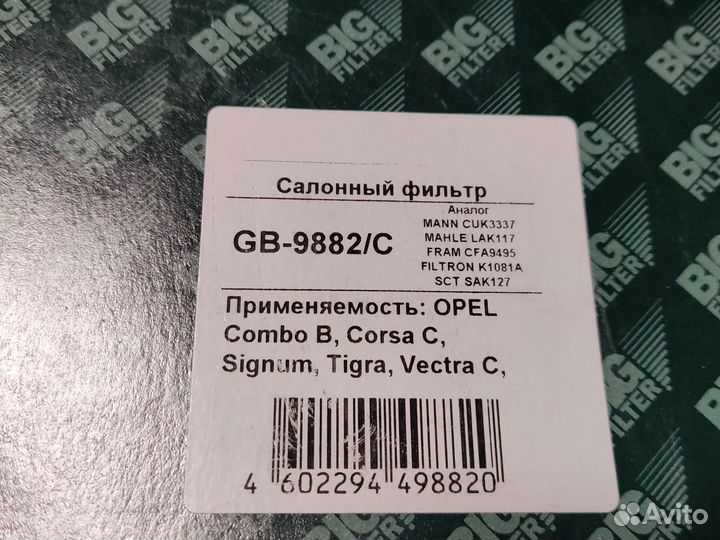 BIG FILTER
Салонный фильтр
GB-9882/C
Аналог
MANN CUK3337
MAHLE LAK117
FRAM CFA9495
FILTRON K1081A
SCT SAK127
Применяемость: OPEL
Combo B, Corsa C,
Signum, Tigra, Vectra C,
4 602294 498820
Avito